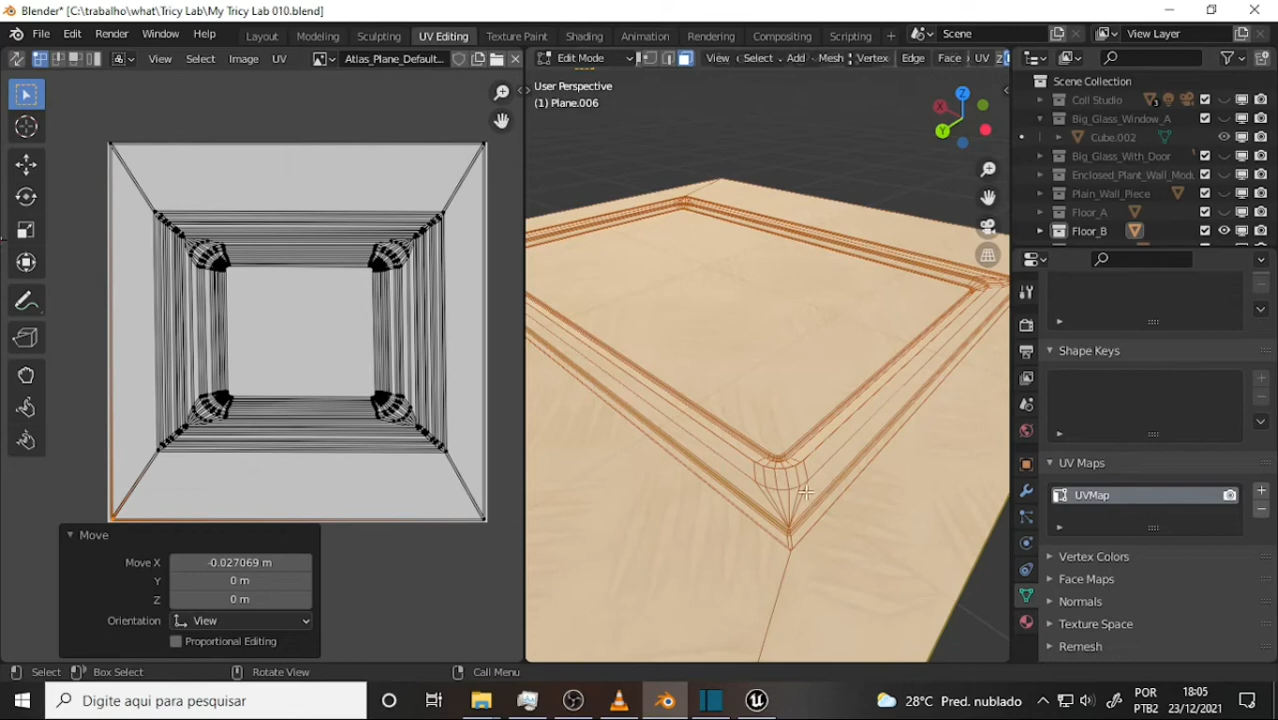 Blender* [C:\trabalho\what\Tricy Lab\My Tricy Lab 010.blend]
File Edit Render Window Help Layout Modeling Sculpting UV Editing Texture Paint Shading Animation Rendering Compositing Scripting Scene View Layer
View Select Image UV Atlas_Plane_Default... Edit Mode View Select Add Mesh Vertex Edge Face UV
User Perspective
(1) Plane.006
X
Y
Z
Scene Collection
Coll Studio 3
Big_Glass_Window_A
Cube.002
Big_Glass_With_Door
Enclosed_Plant_Wall_Modu
Plain_Wall_Piece
Floor_A
Floor_B
Shape Keys
UV Maps
UVMap
Vertex Colors
Face Maps
Normals
Texture Space
Remesh
Move
Move X -0.027069 m
Y 0 m
Z 0 m
Orientation View
Proportional Editing
Select Box Select Rotate View Call Menu
Digite aqui para pesquisar 28°C Pred. nublado POR PTB2 18:05 23/12/2021